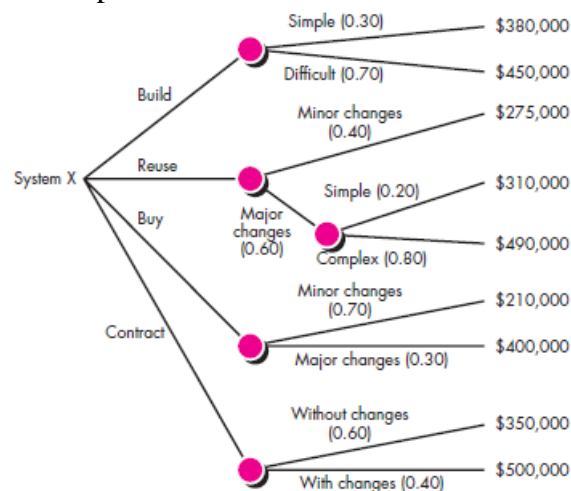 Simple (0.30)
$380,000
Difficult (0.70)
$450,000
Build
Minor changes
(0.40)
$275,000
System X
Reuse
Simple (0.20)
$310,000
Major
changes
(0.60)
Complex (0.80)
$490,000
Buy
Minor changes
(0.70)
$210,000
Major changes (0.30)
$400,000
Contract
Without changes
(0.60)
$350,000
With changes (0.40)
$500,000